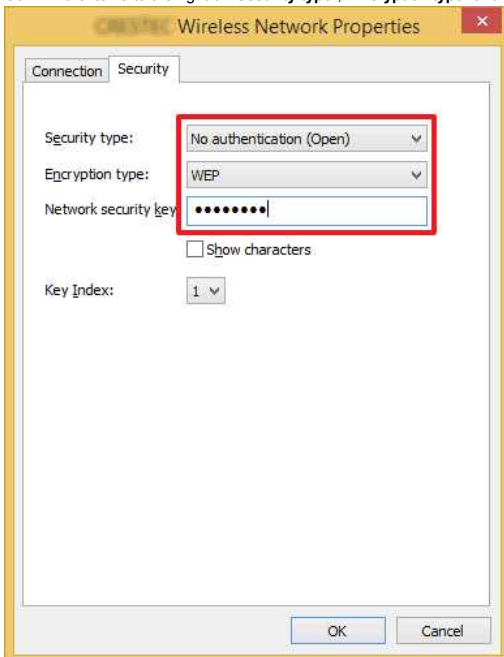 Wireless Network Properties
Connection Security
Security type: No authentication (Open)
Encryption type: WEP
Network security key ••••••••
Show characters
Key Index: 1
OK Cancel